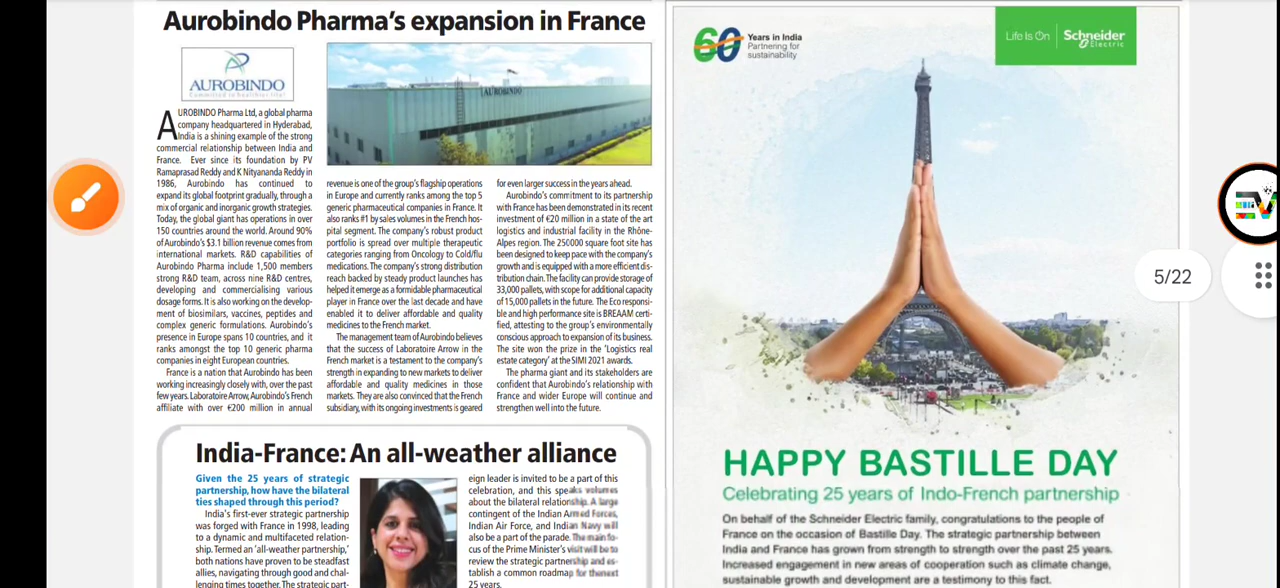 Aurobindo Pharma's expansion in France
AUROBINDO
Committed to healthier life!
AUROBINDO
AUROBINDO Pharma Ltd, a global pharma
company headquartered in Hyderabad,
India is a shining example of the strong
commercial relationship between India and
France. Ever since its foundation by PV
Ramaprasad Reddy and K Nityananda Reddy in
1986, Aurobindo has continued to
expand its global footprint gradually, through a
mix of organic and inorganic growth strategies.
Today, the global giant has operations in over
150 countries around the world. Around 90%
of Aurobindo's $3.1 billion revenue comes from
international markets. R&D capabilities of
Aurobindo Pharma include 1,500 members
strong R&D team, across nine R&D centres,
developing and commercialising various
dosage forms. It is also working on the develop-
ment of biosimilars, vaccines, peptides and
complex generic formulations. Aurobindo's
presence in Europe spans 10 countries, and it
ranks amongst the top 10 generic pharma
companies in eight European countries.
France is a nation that Aurobindo has been
working increasingly closely with, over the past
few years. Laboratoire Arrow, Aurobindo's French
affiliate with over €200 million in annual
revenue is one of the group's flagship operations
in Europe and currently ranks among the top 5
generic pharmaceutical companies in France. It
also ranks #1 by sales volumes in the French hos-
pital segment. The company's robust product
portfolio is spread over multiple therapeutic
categories ranging from Oncology to Cold/flu
medications. The company's strong distribution
reach backed by steady product launches has
helped it emerge as a formidable pharmaceutical
player in France over the last decade and have
enabled it to deliver affordable and quality
medicines to the French market.
The management team of Aurobindo believes
that the success of Laboratoire Arrow in the
French market is a testament to the company's
strength in expanding to new markets to deliver
affordable and quality medicines in those
markets. They are also convinced that the French
subsidiary, with its ongoing investments is geared
for even larger success in the years ahead.
Aurobindo's commitment to its partnership
with France has been demonstrated in its recent
investment of €20 million in a state of the art
logistics and industrial facility in the Rhône-
Alpes region. The 250000 square foot site has
been designed to keep pace with the company's
growth and is equipped with a more efficient dis-
tribution chain. The facility can provide storage of
33,000 pallets, with scope for additional capacity
of 15,000 pallets in the future. The Eco responsi-
ble and high performance site is BREEAM certi-
fied, attesting to the group's environmentally
conscious approach to expansion of its business.
The site won the prize in the 'Logistics real
estate category' at the SIMI 2021 awards.
The pharma giant and its stakeholders are
confident that Aurobindo's relationship with
France and wider Europe will continue and
strengthen well into the future.
India-France: An all-weather alliance
Given the 25 years of strategic
partnership, how have the bilateral
ties shaped through this period?
India's first-ever strategic partnership
was forged with France in 1998, leading
to a dynamic and multifaceted relation-
ship. Termed an 'all-weather partnership,'
both nations have proven to be steadfast
allies, navigating through good and chal-
lenging times together. The strategic part-
eign leader is invited to be a part of this
celebration, and this speaks volumes
about the bilateral relationship. A large
contingent of the Indian Armed Forces,
Indian Air Force, and Indian Navy will
also be a part of the parade. The main fo-
cus of the Prime Minister's visit will be to
review the strategic partnership and es-
tablish a common roadmap for the next
25 years.
60 Years in India
Partnering for
sustainability
Life Is On | Schneider
Electric
HAPPY BASTILLE DAY
Celebrating 25 years of Indo-French partnership
On behalf of the Schneider Electric family, congratulations to the people of
France on the occasion of Bastille Day. The strategic partnership between
India and France has grown from strength to strength over the past 25 years.
Increased engagement in new areas of cooperation such as climate change,
sustainable growth and development are a testimony to this fact.
5/22
EV